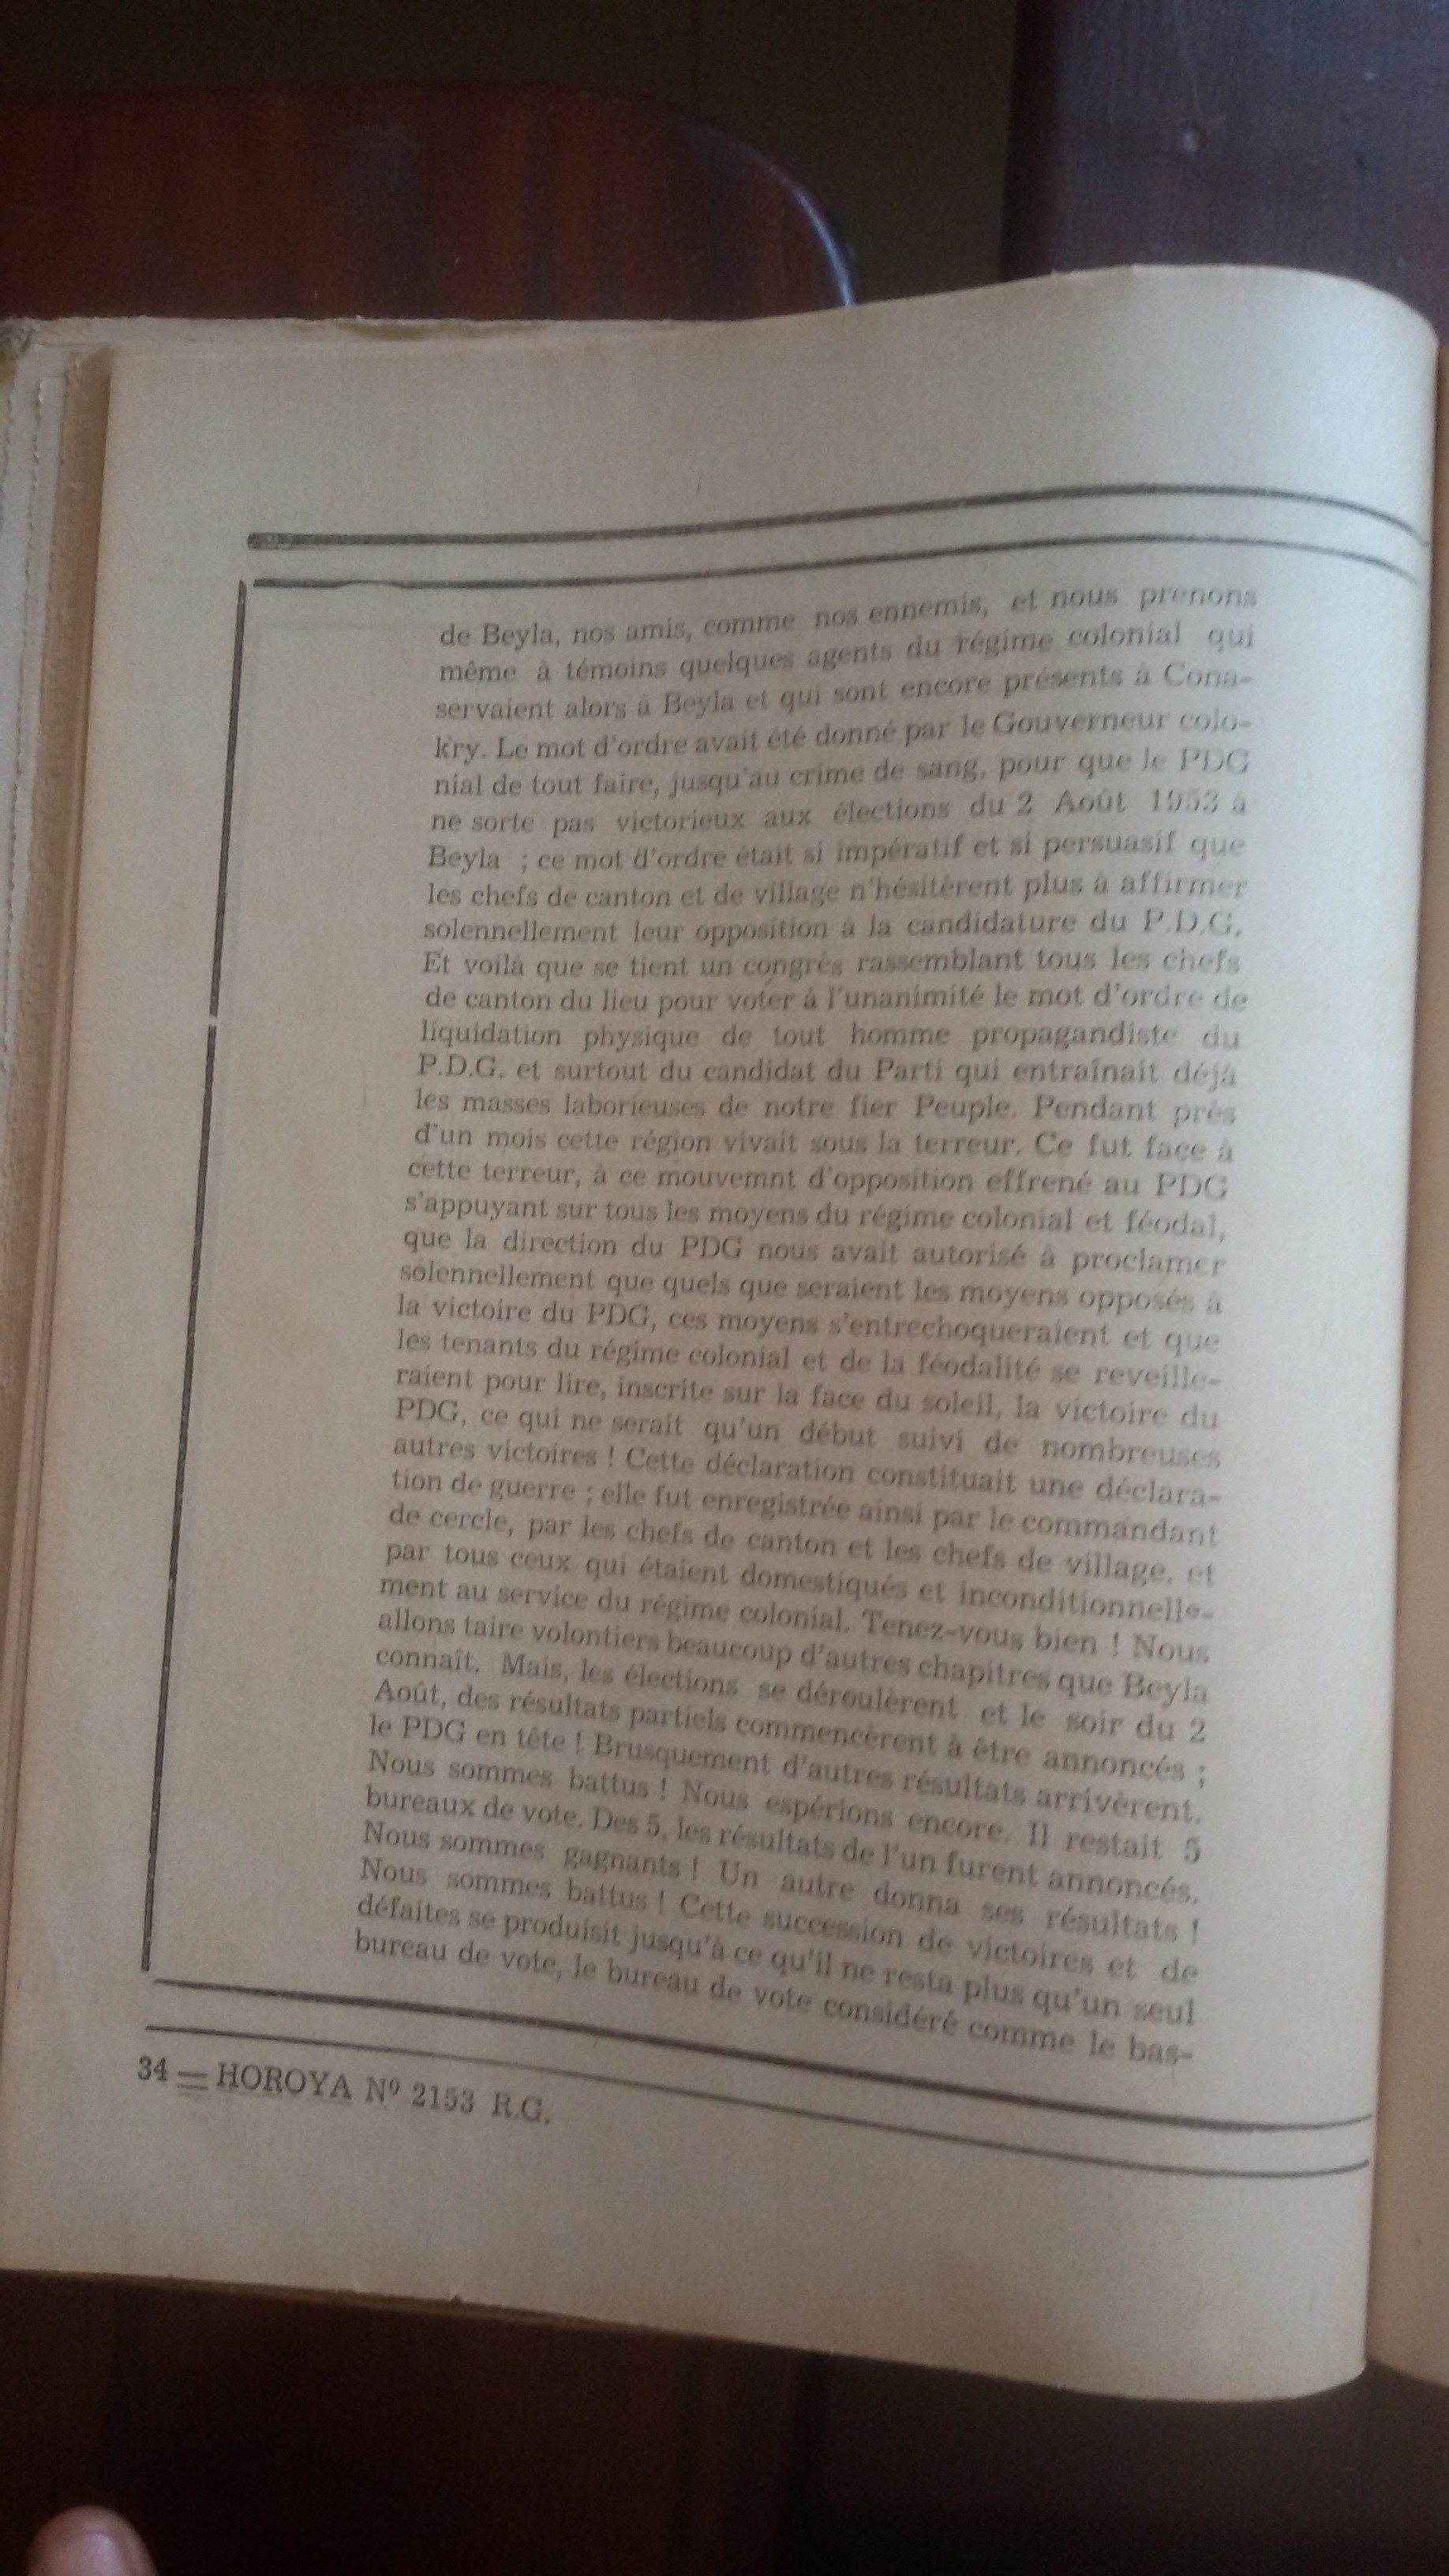 de Beyla, nos amis, comme nos ennemis, et nous prenons
même à témoins quelques agents du régime colonial qui
servaient alors à Beyla et qui sont encore présents à Cona-
kry. Le mot d'ordre avait été donné par le Gouverneur colo-
nial de tout faire, jusqu'au crime de sang, pour que le PDG
ne sorte pas victorieux aux élections du 2 Août 1953 à
Beyla ; ce mot d'ordre était si impératif et si persuasif que
les chefs de canton et de village n'hésitèrent plus à affirmer
solennellement leur opposition à la candidature du P.D.G.
Et voilà que se tient un congrès rassemblant tous les chefs
de canton du lieu pour voter à l'unanimité le mot d'ordre de
liquidation physique de tout homme propagandiste du
P.D.G. et surtout du candidat du Parti qui entraînait déjà
les masses laborieuses de notre fier Peuple. Pendant près
d'un mois cette région vivait sous la terreur. Ce fut face à
cette terreur, à ce mouvemnt d'opposition effrené au PDG
s'appuyant sur tous les moyens du régime colonial et féodal,
que la direction du PDG nous avait autorisé à proclamer
solennellement que quels que seraient les moyens opposés à
la victoire du PDG, ces moyens s'entrechoqueraient et que
les tenants du régime colonial et de la féodalité se reveille-
raient pour lire, inscrite sur la face du soleil, la victoire du
PDG, ce qui ne serait qu'un début suivi de nombreuses
autres victoires ! Cette déclaration constituait une déclara-
tion de guerre ; elle fut enregistrée ainsi par le commandant
de cercle, par les chefs de canton et les chefs de village, et
par tous ceux qui étaient domestiqués et inconditionnelle-
ment au service du régime colonial. Tenez-vous bien ! Nous
allons taire volontiers beaucoup d'autres chapitres que Beyla
connaît. Mais, les élections se déroulèrent et le soir du 2
Août, des résultats partiels commencèrent à être annoncés ;
le PDG en tête ! Brusquement d'autres résultats arrivèrent.
Nous sommes battus ! Nous espérions encore. Il restait 5
bureaux de vote. Des 5, les résultats de l'un furent annoncés.
Nous sommes gagnants ! Un autre donna ses résultats !
Nous sommes battus ! Cette succession de victoires et de
défaites se produisit jusqu'à ce qu'il ne resta plus qu'un seul
bureau de vote, le bureau de vote considéré comme le bas-
34 = HOROYA Nº 2153 R.G.